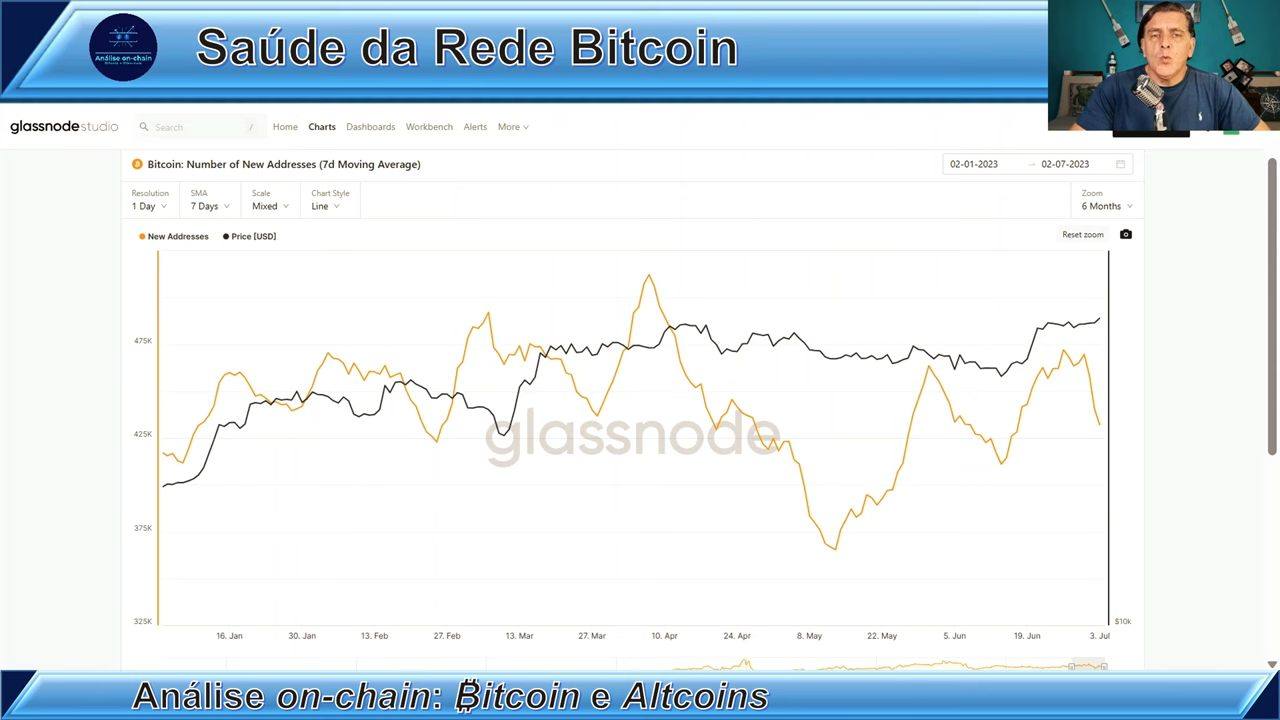 Saúde da Rede Bitcoin
Análise on-chain
Bitcoin e Altcoins
glassnode studio
Search /
Home Charts Dashboards Workbench Alerts More
Bitcoin: Number of New Addresses (7d Moving Average)
02-01-2023 → 02-07-2023
Resolution SMA Scale Chart Style Zoom
1 Day 7 Days Mixed Line 6 Months
New Addresses Price [USD] Reset zoom
475K
425K
glassnode
375K
325K $10k
16. Jan 30. Jan 13. Feb 27. Feb 13. Mar 27. Mar 10. Apr 24. Apr 8. May 22. May 5. Jun 19. Jun 3. Jul
Análise on-chain: ₿itcoin e Altcoins